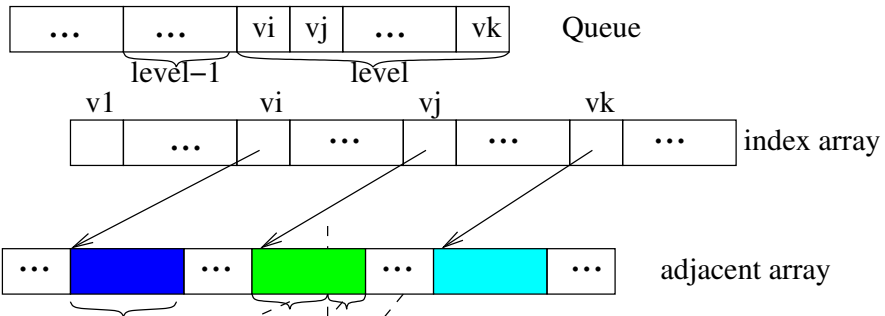 ... ... vi vj ... vk Queue
level-1 level
v1 vi vj vk
... ... ... ... index array
... ... ... ... adjacent array